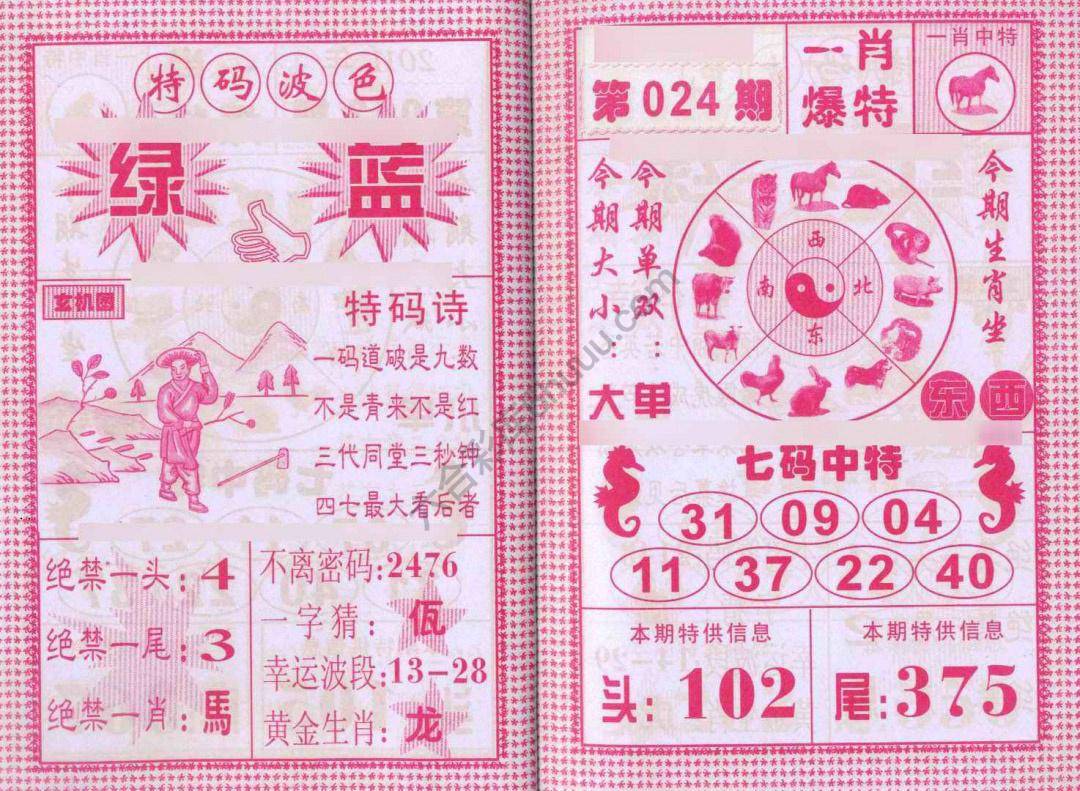 特码波色
绿 蓝
玄机图
特码诗
一码道破是九数
不是青来不是红
三代同堂三秒钟
四七最大看后者
绝禁一头:4
绝禁一尾:3
绝禁一肖:馬
不离密码:2476
一字猜:佤
幸运波段:13-28
黄金生肖:龙
第024期
一肖
爆特
一肖中特
今期大小:大
今期单双:单
西
南 北
东
今期生肖坐
东西
七码中特
31 09 04
11 37 22 40
本期特供信息
头:102
本期特供信息
尾:375